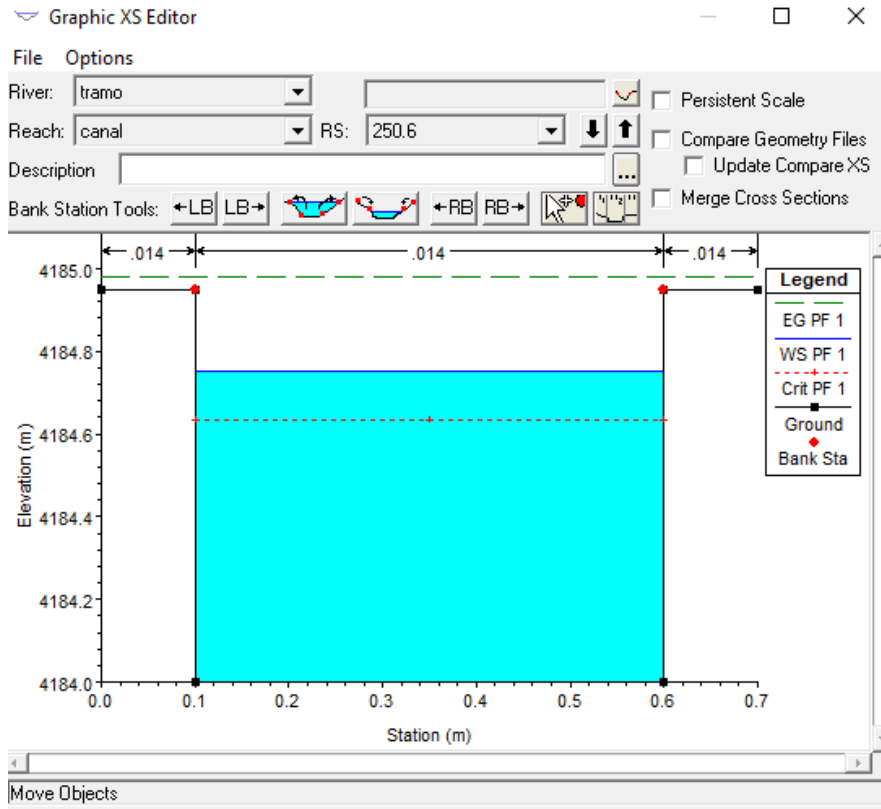 Graphic XS Editor
File Options
River: tramo
Persistent Scale
Reach: canal RS: 250.6
Compare Geometry Files
Update Compare XS
Description ...
Merge Cross Sections
Bank Station Tools: LB LB RB RB
.014 .014 .014
4185.0
4184.8
4184.6
4184.4
4184.2
4184.0
Elevation (m)
0.0 0.1 0.2 0.3 0.4 0.5 0.6 0.7
Station (m)
Legend
EG PF 1
WS PF 1
Crit PF 1
Ground
Bank Sta
Move Objects